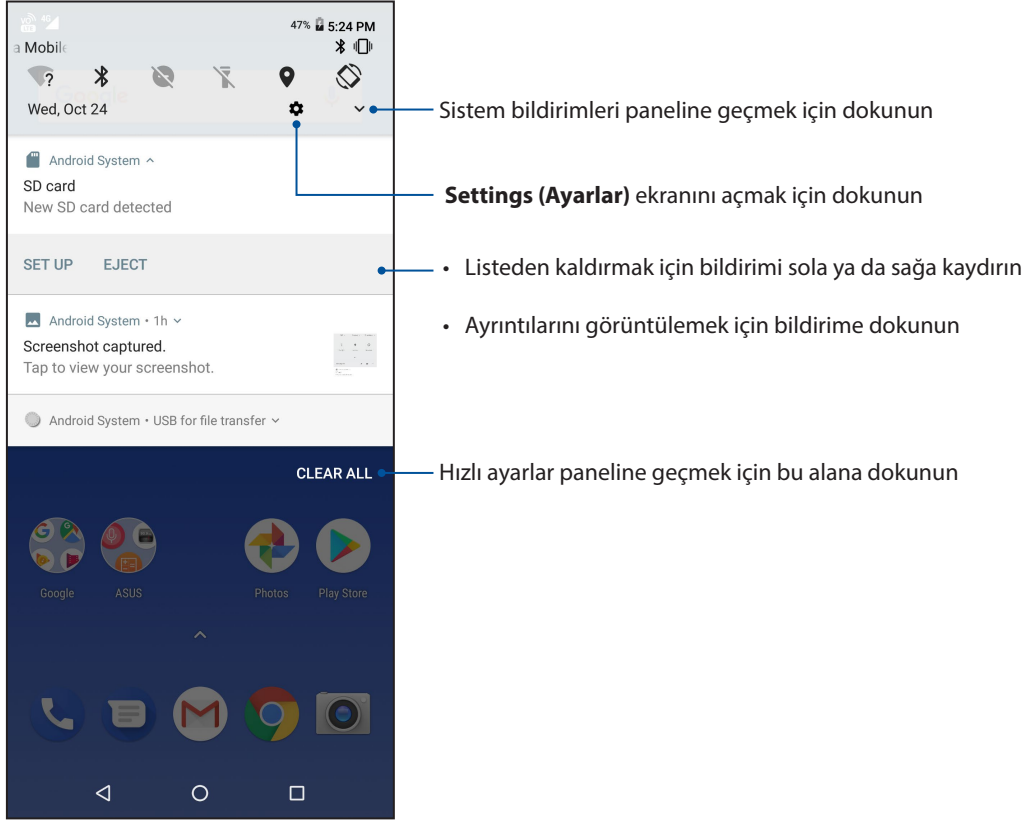 VO LTE 4G 47% 5:24 PM
a Mobile
?
Google
Wed, Oct 24
Sistem bildirimleri paneline geçmek için dokunun
Android System
SD card
New SD card detected
Settings (Ayarlar) ekranını açmak için dokunun
SET UP EJECT
• Listeden kaldırmak için bildirimi sola ya da sağa kaydırın
• Ayrıntılarını görüntülemek için bildirime dokunun
Android System • 1h
Screenshot captured.
Tap to view your screenshot.
Android System • USB for file transfer
CLEAR ALL
Hızlı ayarlar paneline geçmek için bu alana dokunun
Google ASUS Photos Play Store